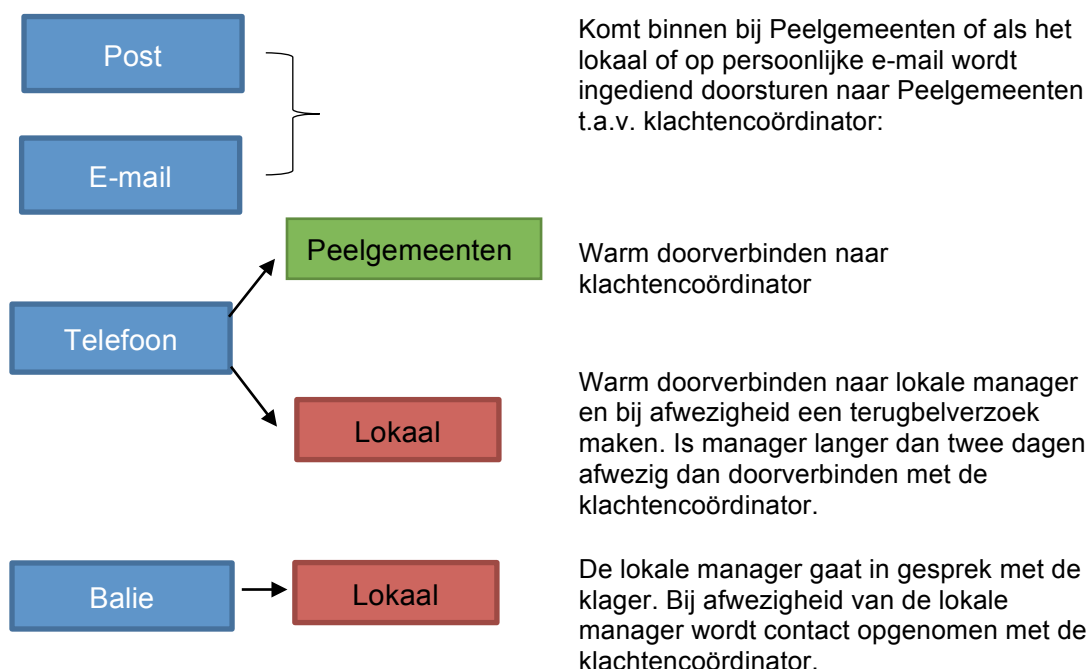 Post
E-mail
Komt binnen bij Peelgemeenten of als het
lokaal of op persoonlijke e-mail wordt
ingediend doorsturen naar Peelgemeenten
t.a.v. klachtencoördinator:
Telefoon
Peelgemeenten
Warm doorverbinden naar
klachtencoördinator
Lokaal
Warm doorverbinden naar lokale manager
en bij afwezigheid een terugbelverzoek
maken. Is manager langer dan twee dagen
afwezig dan doorverbinden met de
klachtencoördinator.
Balie
Lokaal
De lokale manager gaat in gesprek met de
klager. Bij afwezigheid van de lokale
manager wordt contact opgenomen met de
klachtencoördinator.